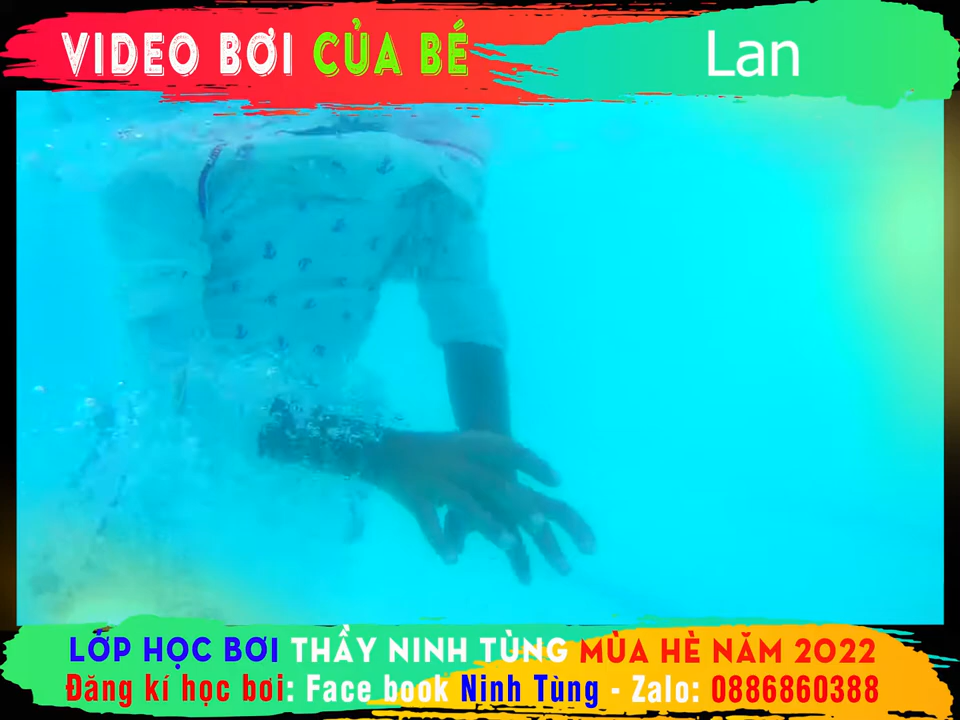 VIDEO BƠI CỦA BÉ
Lan
LỚP HỌC BƠI THẦY NINH TÙNG MÙA HÈ NĂM 2022
Đăng kí học bơi: Face book Ninh Tùng - Zalo: 0886860388